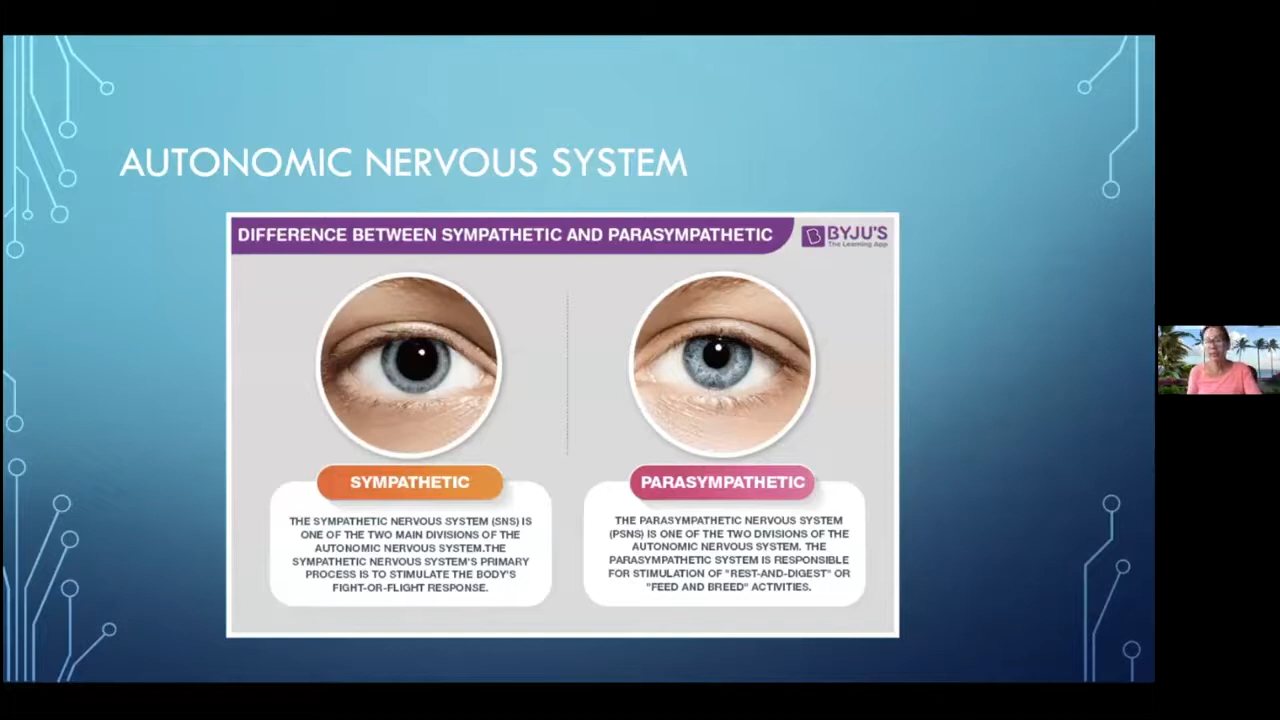 AUTONOMIC NERVOUS SYSTEM
DIFFERENCE BETWEEN SYMPATHETIC AND PARASYMPATHETIC
BYJU'S
The Learning App
SYMPATHETIC
THE SYMPATHETIC NERVOUS SYSTEM (SNS) IS
ONE OF THE TWO MAIN DIVISIONS OF THE
AUTONOMIC NERVOUS SYSTEM.THE
SYMPATHETIC NERVOUS SYSTEM'S PRIMARY
PROCESS IS TO STIMULATE THE BODY'S
FIGHT-OR-FLIGHT RESPONSE.
PARASYMPATHETIC
THE PARASYMPATHETIC NERVOUS SYSTEM
(PSNS) IS ONE OF THE TWO DIVISIONS OF THE
AUTONOMIC NERVOUS SYSTEM. THE
PARASYMPATHETIC SYSTEM IS RESPONSIBLE
FOR STIMULATION OF "REST-AND-DIGEST" OR
"FEED AND BREED" ACTIVITIES.